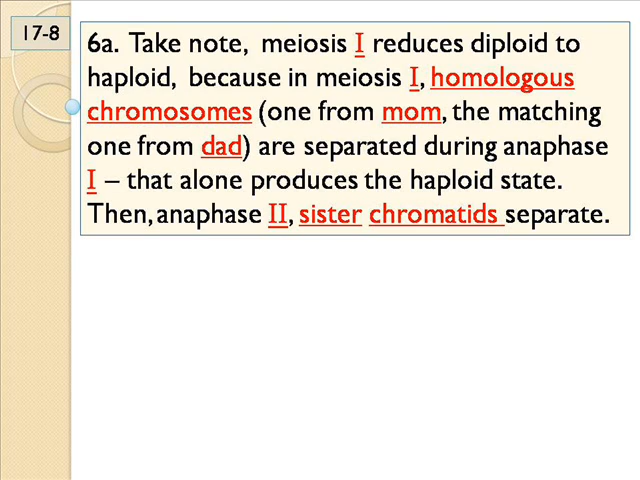 17-8
6a. Take note, meiosis I reduces diploid to
haploid, because in meiosis I, homologous
chromosomes (one from mom, the matching
one from dad) are separated during anaphase
I – that alone produces the haploid state.
Then, anaphase II, sister chromatids separate.